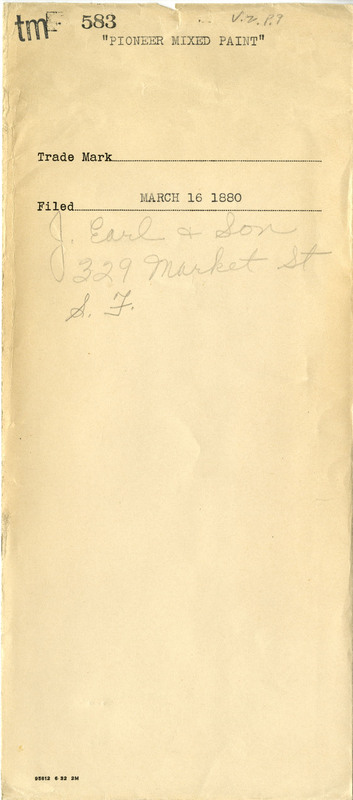 tm 583 V.2. P.9
"PIONEER MIXED PAINT"
Trade Mark
Filed MARCH 16 1880
J. Earl & Son
329 Market St
S. F.
95812 6 32 2M